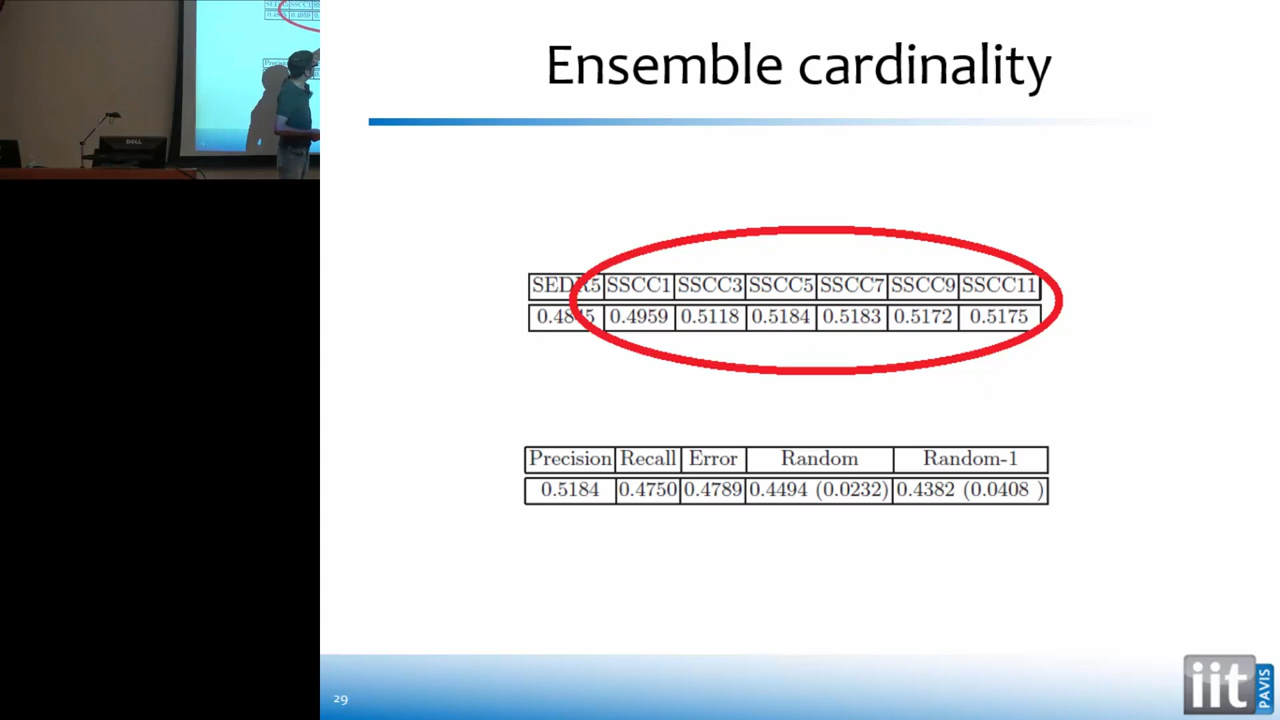 Ensemble cardinality
SEDR5 SSCC1 SSCC3 SSCC5 SSCC7 SSCC9 SSCC11
0.4845 0.4959 0.5118 0.5184 0.5183 0.5172 0.5175
Precision Recall Error Random Random-1
0.5184 0.4750 0.4789 0.4494 (0.0232) 0.4382 (0.0408 )
29
iit
PAVIS
DELL